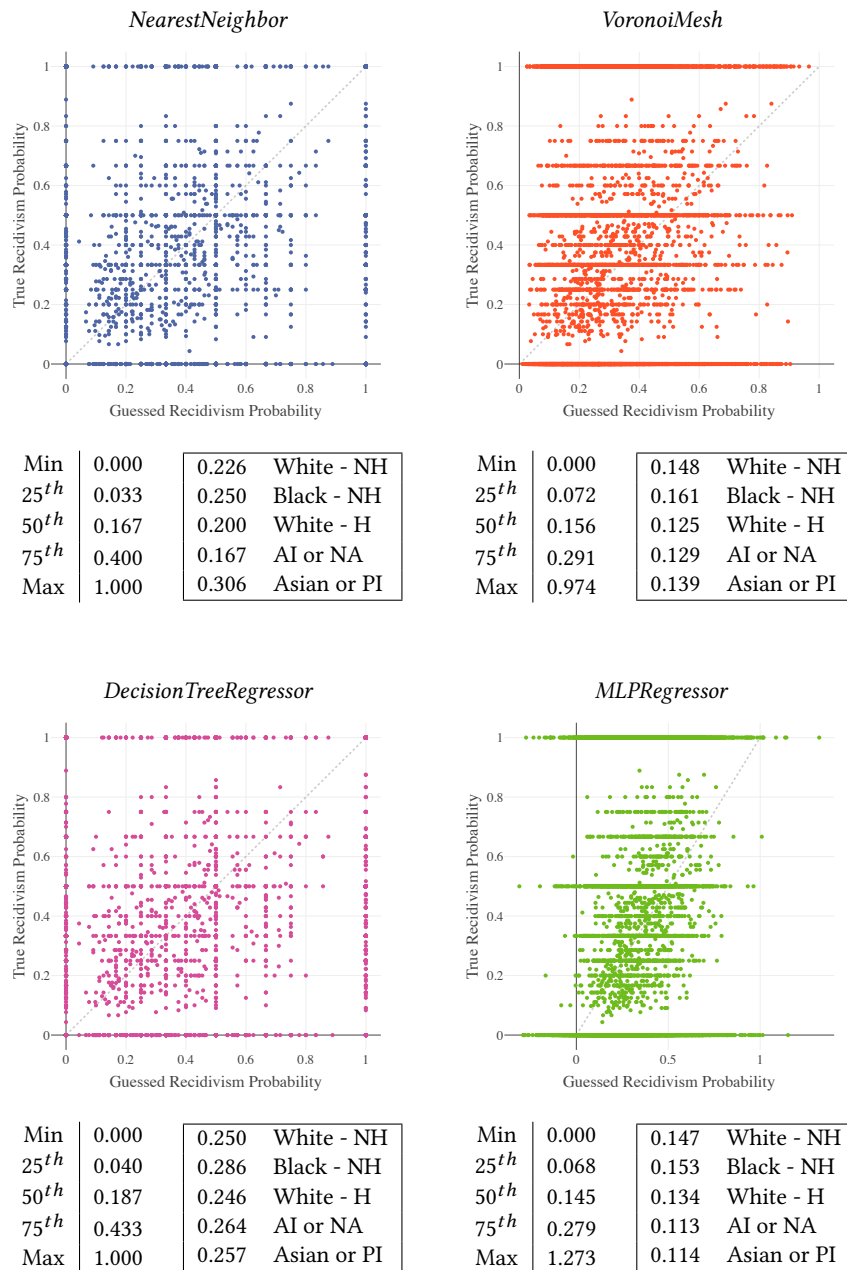 NearestNeighbor
True Recidivism Probability
1
0.8
0.6
0.4
0.2
0
0 0.2 0.4 0.6 0.8 1
Guessed Recidivism Probability
Min 0.000
25th 0.033
50th 0.167
75th 0.400
Max 1.000
0.226 White - NH
0.250 Black - NH
0.200 White - H
0.167 AI or NA
0.306 Asian or PI
VoronoiMesh
True Recidivism Probability
1
0.8
0.6
0.4
0.2
0
0 0.2 0.4 0.6 0.8 1
Guessed Recidivism Probability
Min 0.000
25th 0.072
50th 0.156
75th 0.291
Max 0.974
0.148 White - NH
0.161 Black - NH
0.125 White - H
0.129 AI or NA
0.139 Asian or PI
DecisionTreeRegressor
True Recidivism Probability
1
0.8
0.6
0.4
0.2
0
0 0.2 0.4 0.6 0.8 1
Guessed Recidivism Probability
Min 0.000
25th 0.040
50th 0.187
75th 0.433
Max 1.000
0.250 White - NH
0.286 Black - NH
0.246 White - H
0.264 AI or NA
0.257 Asian or PI
MLPRegressor
True Recidivism Probability
1
0.8
0.6
0.4
0.2
0
0 0.5 1
Guessed Recidivism Probability
Min 0.000
25th 0.068
50th 0.145
75th 0.279
Max 1.273
0.147 White - NH
0.153 Black - NH
0.134 White - H
0.113 AI or NA
0.114 Asian or PI